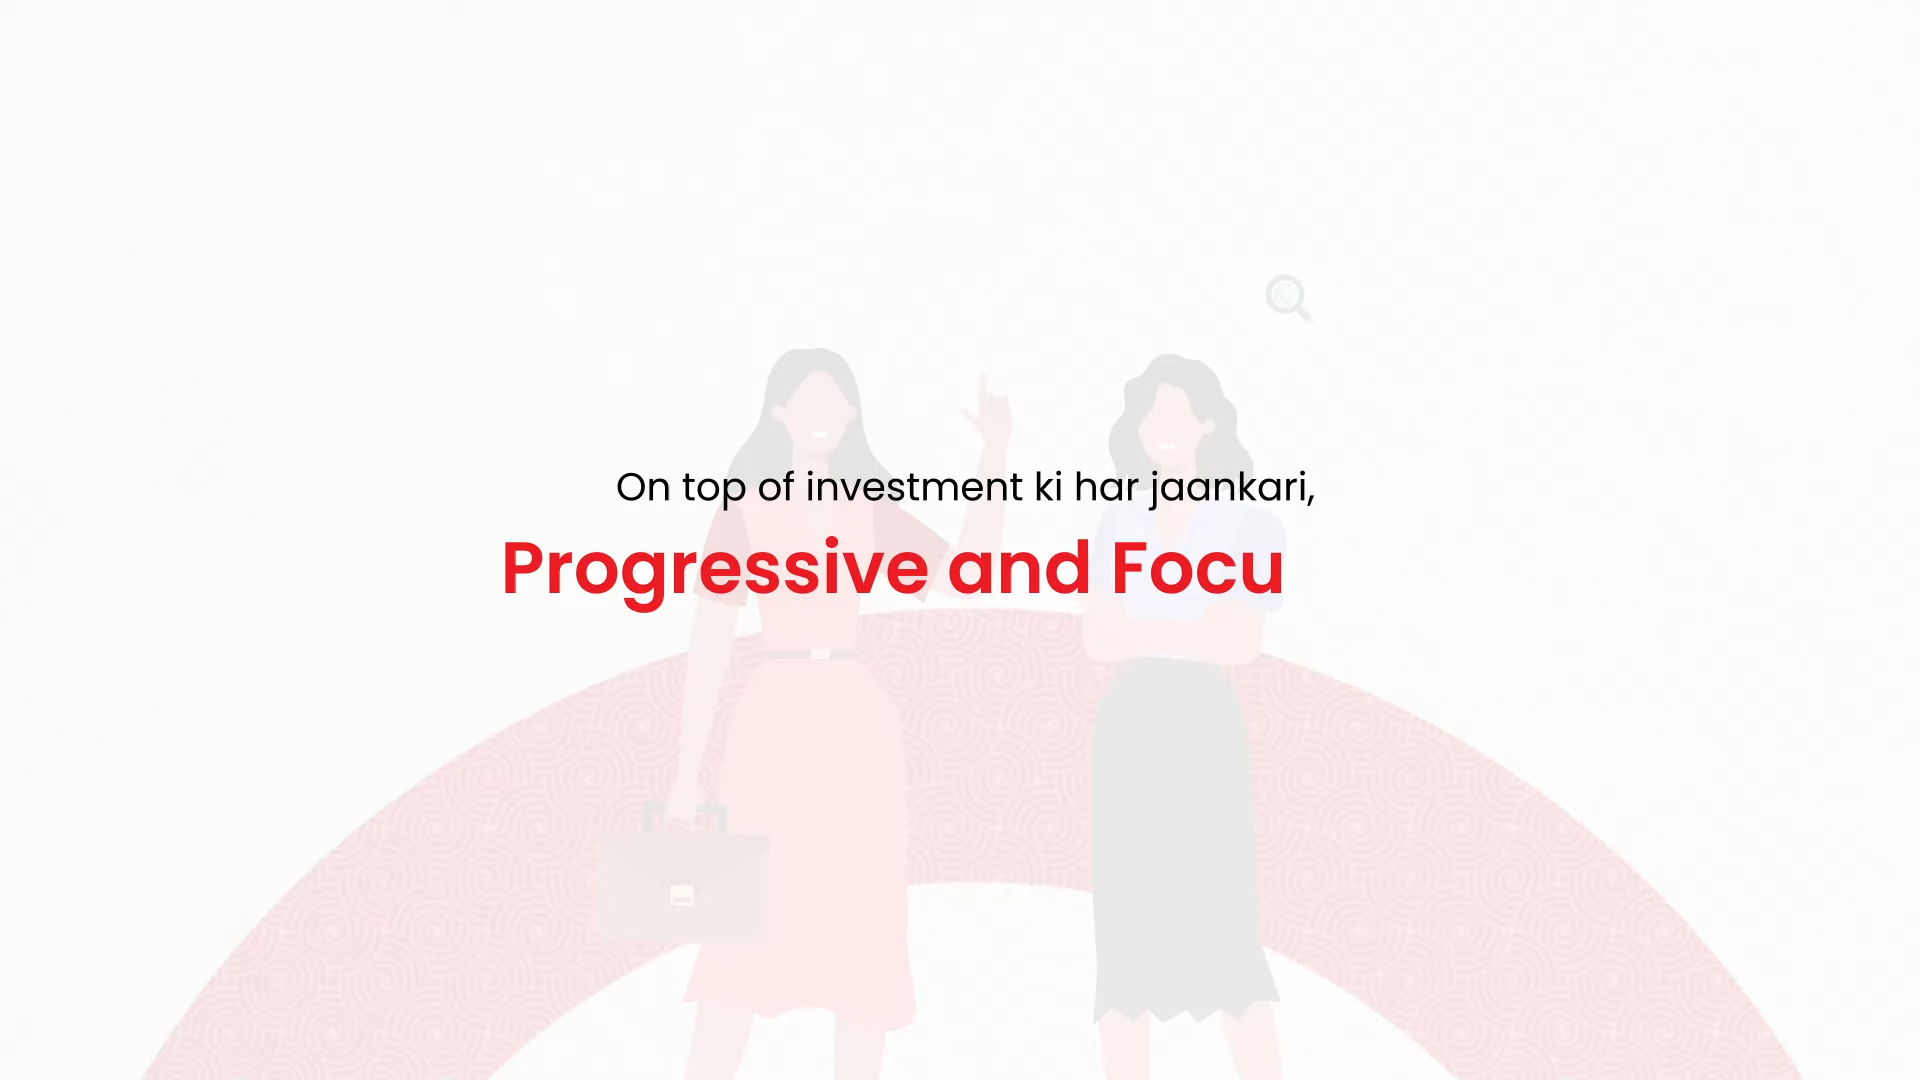 On top of investment ki har jaankari,
Progressive and Focu